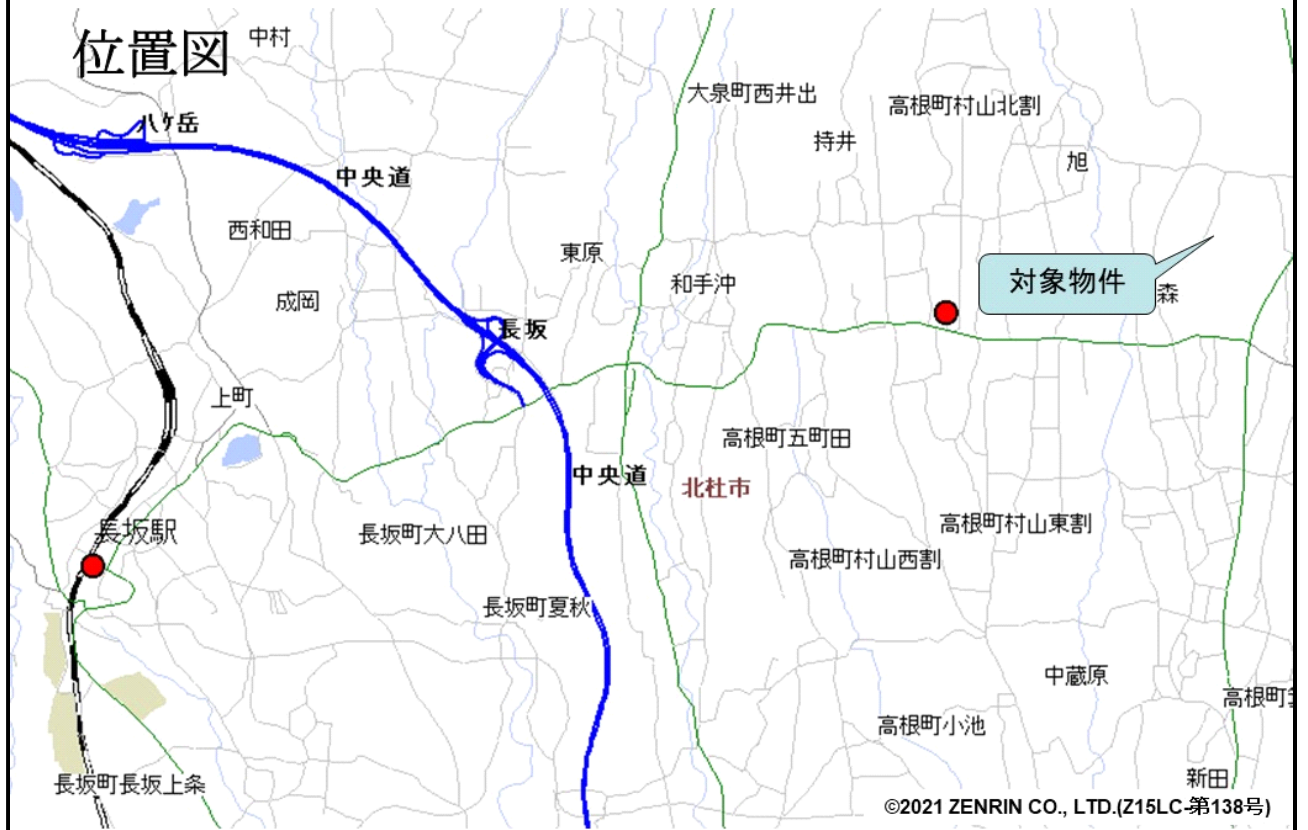 位置図
中村
大泉町西井出
高根町村山北割
八ヶ岳
持井
旭
中央道
西和田
東原
和手沖
対象物件
森
成岡
長坂
上町
高根町五町田
中央道
北杜市
長坂駅
長坂町大八田
高根町村山東割
高根町村山西割
長坂町夏秋
中蔵原
高根町
高根町小池
長坂町長坂上条
新田
©2021 ZENRIN CO., LTD.(Z15LC-第138号)